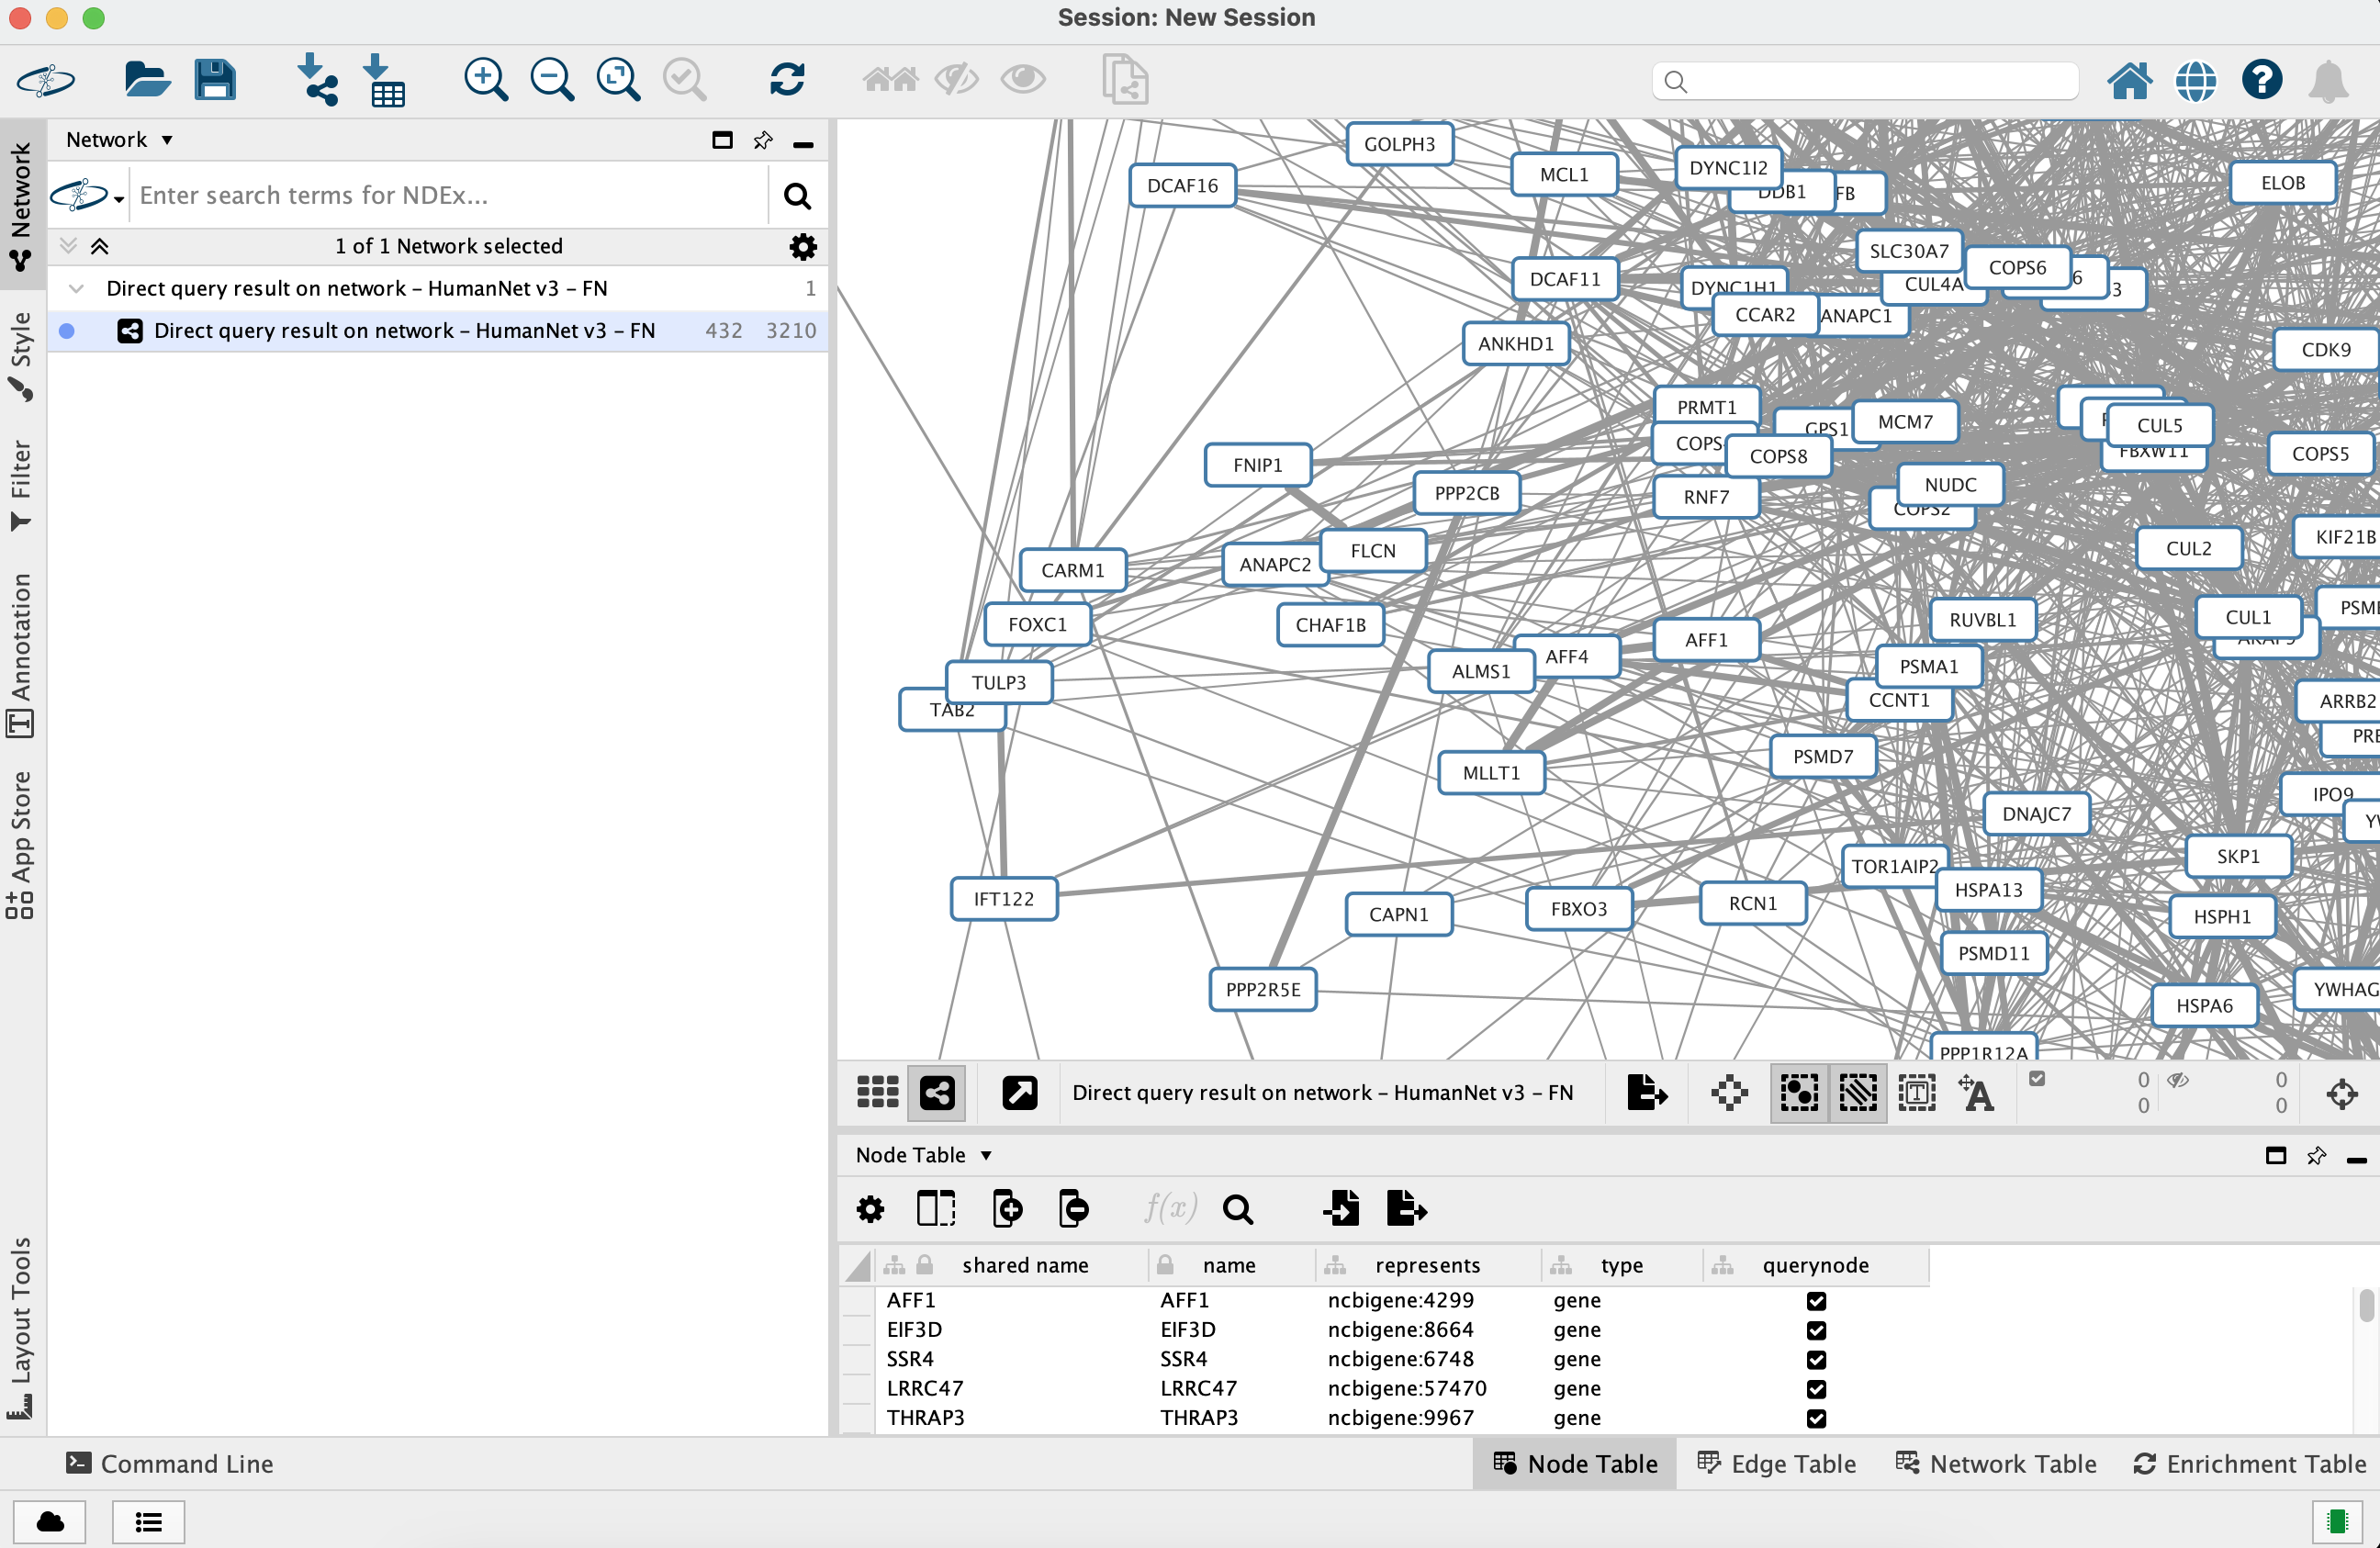 Session: New Session
Network
Enter search terms for NDEx...
1 of 1 Network selected
Direct query result on network – HumanNet v3 – FN 1
Direct query result on network – HumanNet v3 – FN 432 3210
Network
Style
Filter
Annotation
App Store
Layout Tools
GOLPH3
DCAF16
MCL1
DYNC1I2
DDB1
FB
ELOB
SLC30A7
COPS6
6
3
DCAF11
DYNC1H1
CUL4A
CCAR2
ANAPC1
ANKHD1
CDK9
PRMT1
COPS
GPS1
MCM7
CUL5
FBXW11
COPS8
COPS5
FNIP1
PPP2CB
RNF7
NUDC
COPS2
KIF21B
CUL2
FLCN
ANAPC2
CARM1
FOXC1
CHAF1B
RUVBL1
CUL1
PSM
AFF1
AFF4
ALMS1
PSMA1
CCNT1
ARRB2
TULP3
TAB2
PRE
PSMD7
MLLT1
IPO9
DNAJC7
SKP1
TOR1AIP2
HSPA13
IFT122
CAPN1
FBXO3
RCN1
HSPH1
PSMD11
PPP2R5E
YWHAG
HSPA6
PPP1R12A
Direct query result on network – HumanNet v3 – FN
0 0
0 0
Node Table
f(x)
shared name name represents type querynode
AFF1 AFF1 ncbigene:4299 gene
EIF3D EIF3D ncbigene:8664 gene
SSR4 SSR4 ncbigene:6748 gene
LRRC47 LRRC47 ncbigene:57470 gene
THRAP3 THRAP3 ncbigene:9967 gene
Command Line
Node Table Edge Table Network Table Enrichment Table